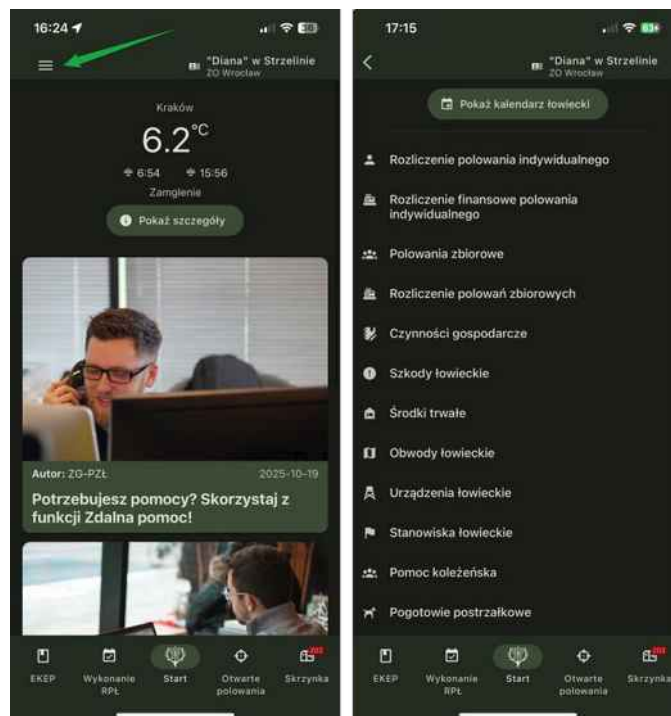 16:24
"Diana" w Strzelinie
ZO Wrocław
Kraków
6.2°C
6:54 15:56
Zamglenie
Pokaż szczegóły
Autor: ZG-PZŁ 2025-10-19
Potrzebujesz pomocy? Skorzystaj z
funkcji Zdalna pomoc!
EKEP
Wykonanie
RPŁ
Start
Otwarte
polowania
Skrzynka
17:15
"Diana" w Strzelinie
ZO Wrocław
Pokaż kalendarz łowiecki
Rozliczenie polowania indywidualnego
Rozliczenie finansowe polowania
indywidualnego
Polowania zbiorowe
Rozliczenie polowań zbiorowych
Czynności gospodarcze
Szkody łowieckie
Środki trwałe
Obwody łowieckie
Urządzenia łowieckie
Stanowiska łowieckie
Pomoc koleżeńska
Pogotowie postrzałkowe
EKEP
Wykonanie
RPŁ
Start
Otwarte
polowania
Skrzynka